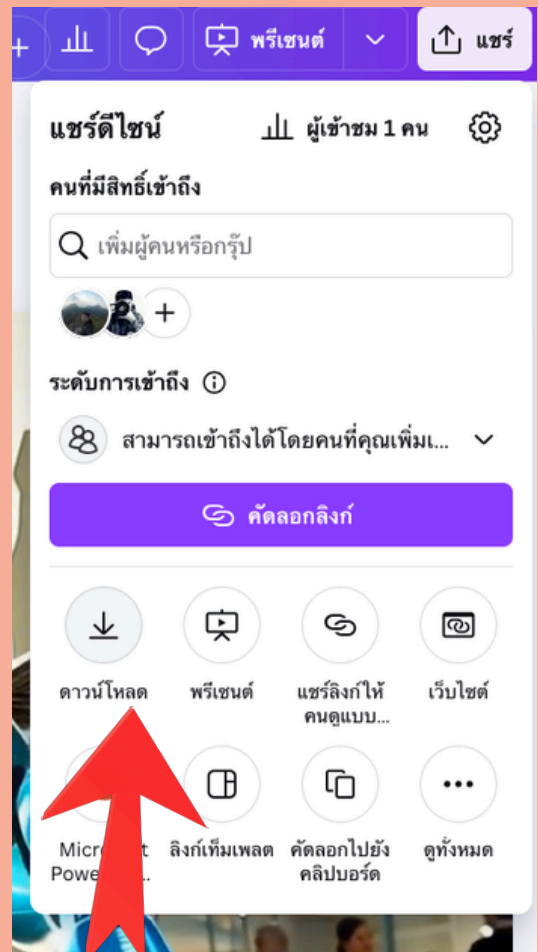 พรีเซนต์
แชร์
แชร์ดีไซน์
ผู้เข้าชม 1 คน
คนที่มีสิทธิ์เข้าถึง
เพิ่มผู้คนหรือกรุ๊ป
ระดับการเข้าถึง
สามารถเข้าถึงได้โดยคนที่คุณเพิ่มเ...
คัดลอกลิงก์
ดาวน์โหลด
พรีเซนต์
แชร์ลิงก์ให้
คนดูแบบ...
เว็บไซต์
ลิงก์เท็มเพลต
คัดลอกไปยัง
คลิปบอร์ด
ดูทั้งหมด